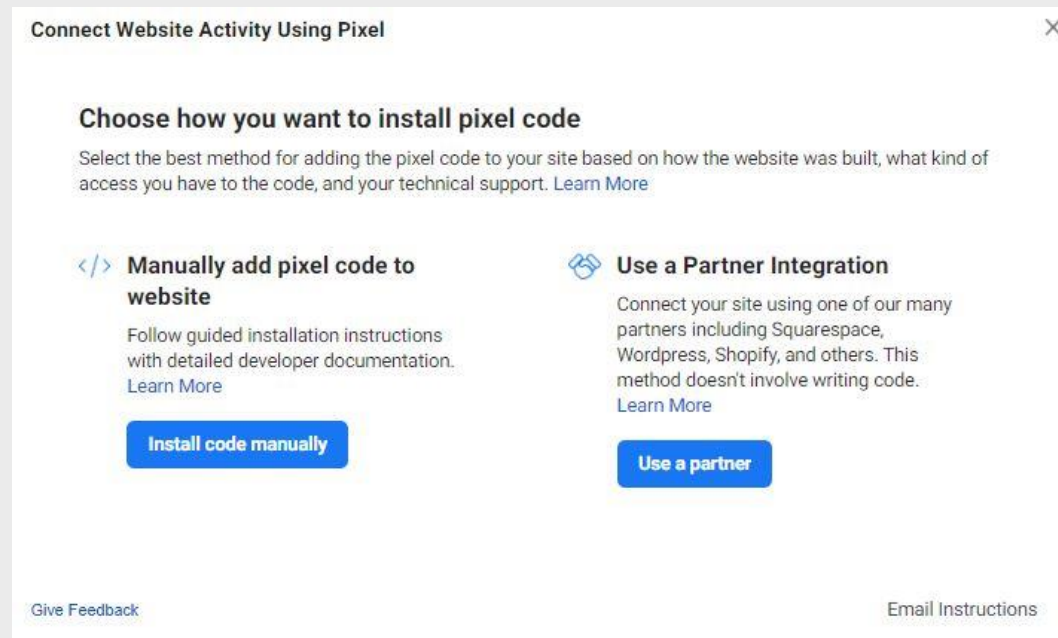 Connect Website Activity Using Pixel
Choose how you want to install pixel code
Select the best method for adding the pixel code to your site based on how the website was built, what kind of
access you have to the code, and your technical support. Learn More
Manually add pixel code to
website
Follow guided installation instructions
with detailed developer documentation.
Learn More
Install code manually
Use a Partner Integration
Connect your site using one of our many
partners including Squarespace,
Wordpress, Shopify, and others. This
method doesn't involve writing code.
Learn More
Use a partner
Give Feedback
Email Instructions